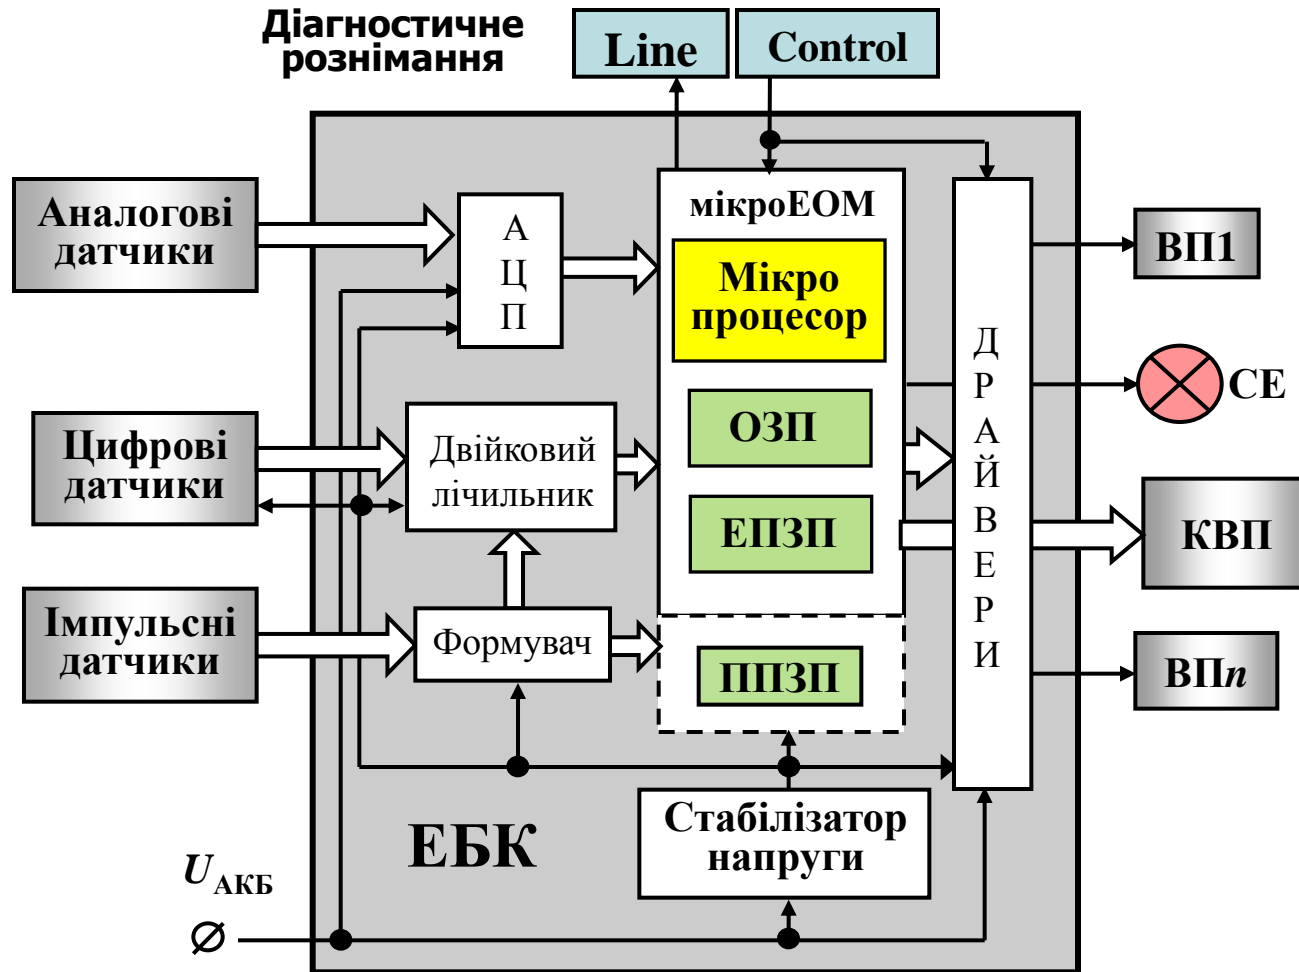 Діагностичне
рознімання
Line
Control
Аналогові
датчики
А
Ц
П
мікроЕОМ
Мікро
процесор
ВП1
Д
Р
А
Й
В
Е
Р
И
СЕ
Цифрові
датчики
Двійковий
лічильник
ОЗП
ЕПЗП
КВП
Імпульсні
датчики
Формувач
ППЗП
ВПn
Стабілізатор
напруги
ЕБК
UАКБ